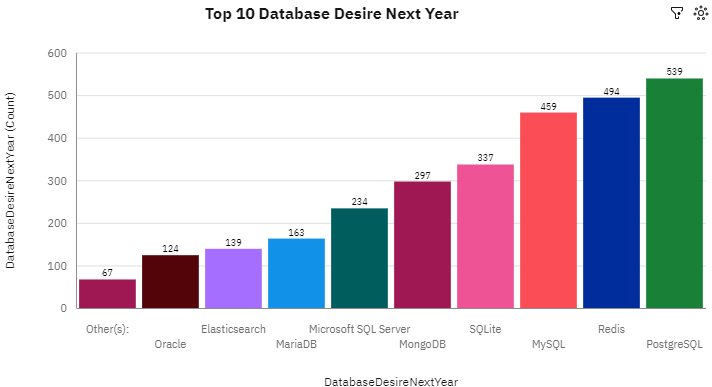 Top 10 Database Desire Next Year
DatabaseDesireNextYear (Count)
600
500
400
300
200
100
0
67
124
139
163
234
297
337
459
494
539
Other(s):
Oracle
Elasticsearch
MariaDB
Microsoft SQL Server
MongoDB
SQLite
MySQL
Redis
PostgreSQL
DatabaseDesireNextYear